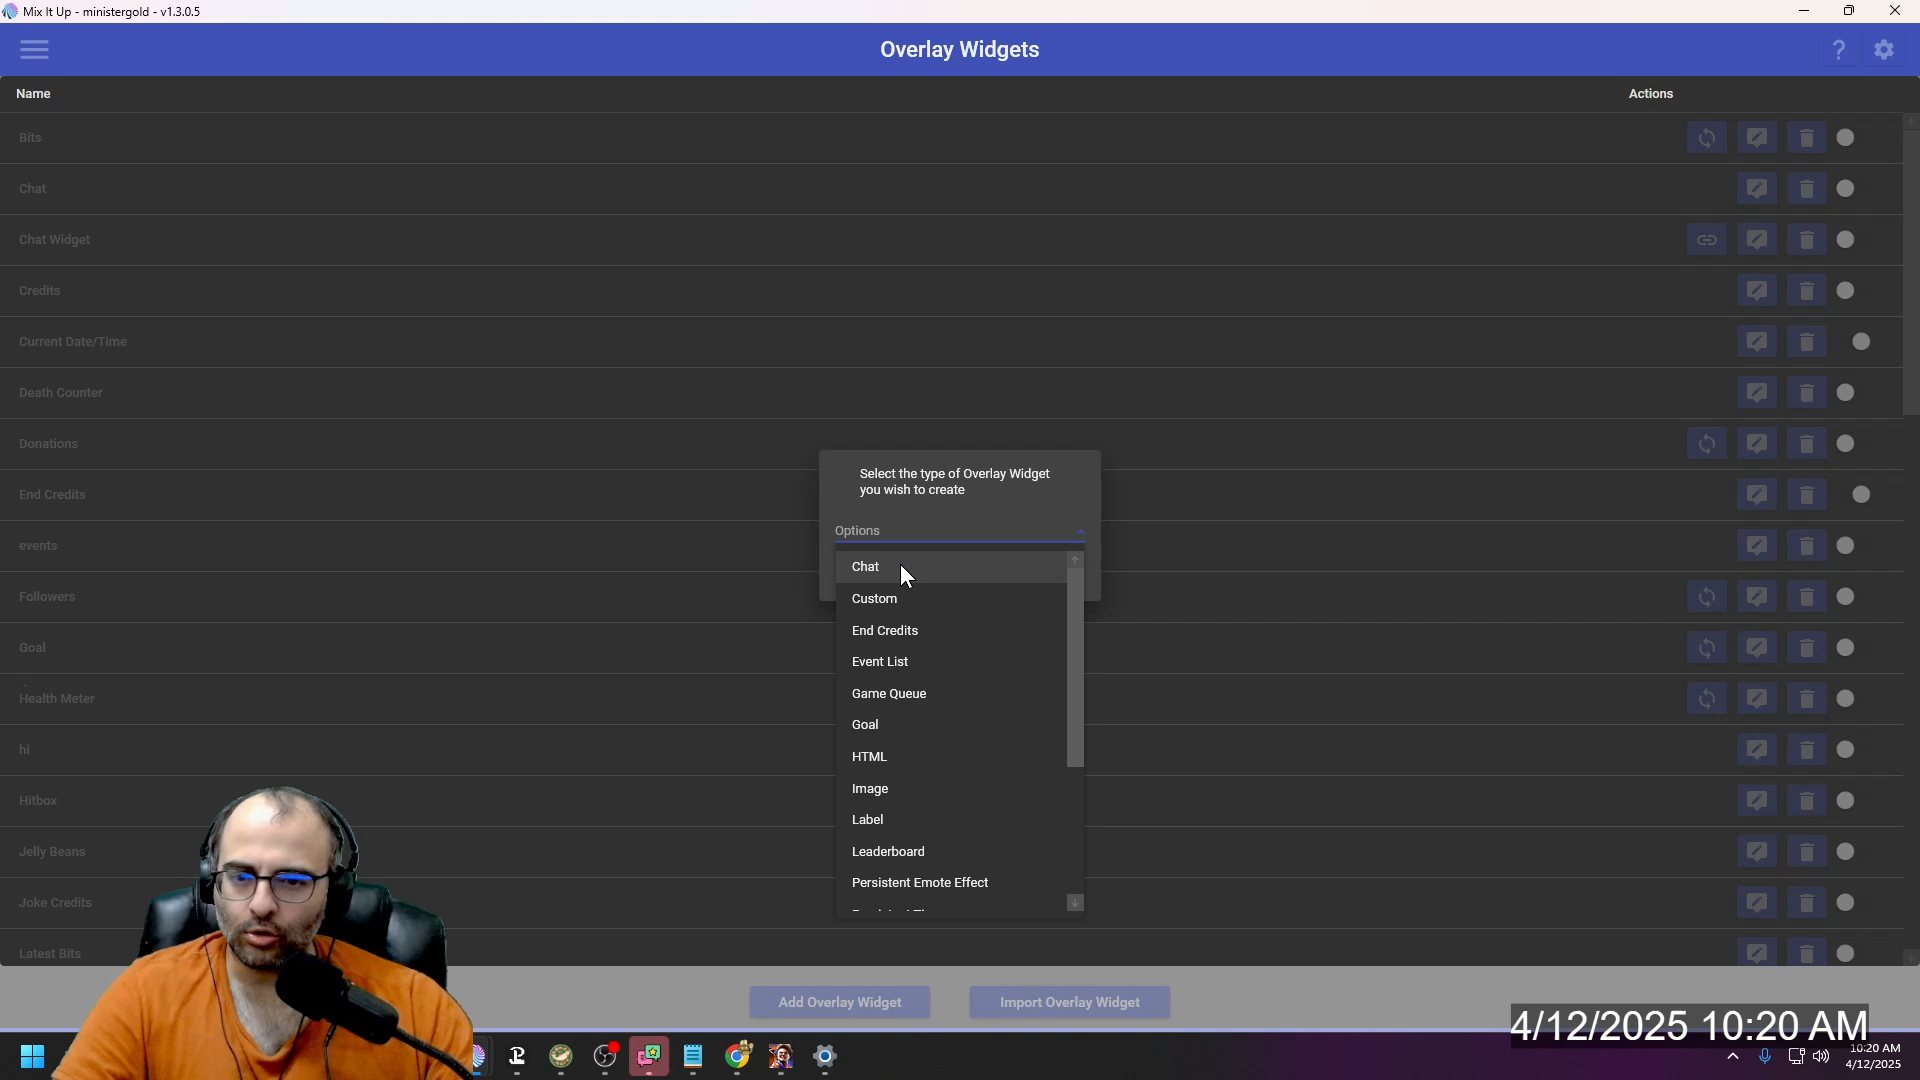 Mix It Up - ministergold - v1.3.0.5
Overlay Widgets
Name
Actions
Bits
Chat
Chat Widget
Credits
Current Date/Time
Death Counter
Donations
End Credits
events
Followers
Goal
Health Meter
hi
Hitbox
Jelly Beans
Joke Credits
Latest Bits
Select the type of Overlay Widget
you wish to create
Options
Chat
Custom
End Credits
Event List
Game Queue
Goal
HTML
Image
Label
Leaderboard
Persistent Emote Effect
Add Overlay Widget
Import Overlay Widget
4/12/2025 10:20 AM
10:20 AM
4/12/2025